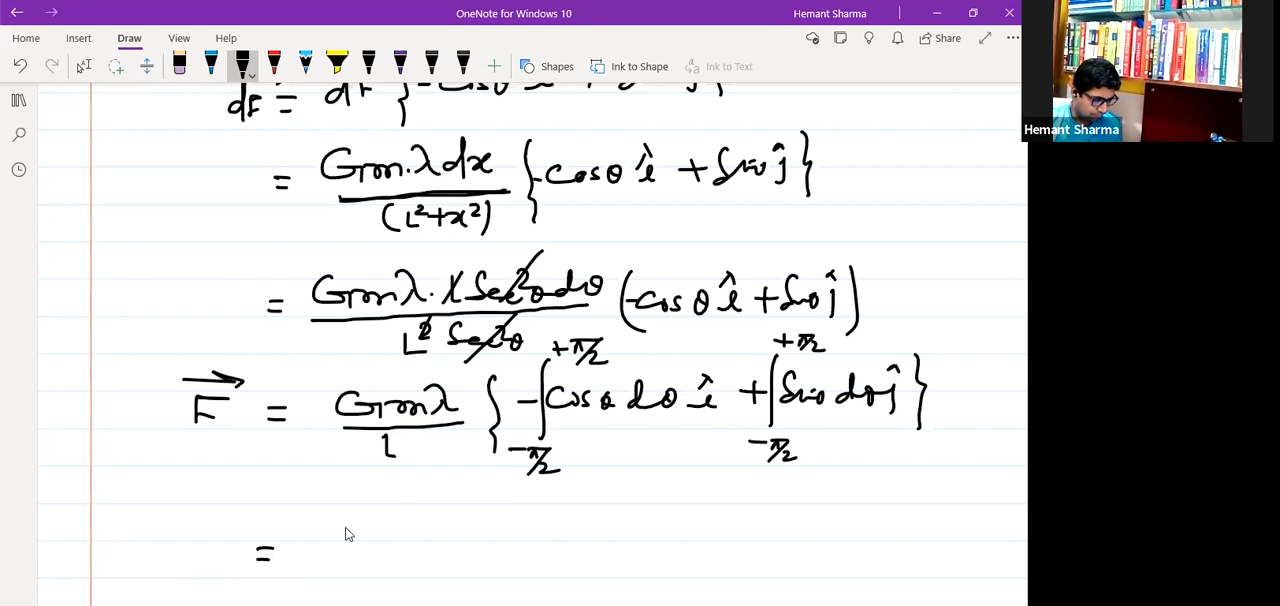 OneNote for Windows 10
Hemant Sharma
Home Insert Draw View Help
Share
Shapes Ink to Shape Ink to Text
Hemant Sharma
dF = dF {-cosθ î
= Gmλdx/(L²+x²) {-cosθ î + Sinθ ĵ}
= Gmλ·L Sec²θdθ/L² Sec²θ (-cosθ î + Sinθ ĵ)
F⃗ = Gmλ/L { -∫ Cosθ dθ î + ∫ Sinθ dθ ĵ }
+π/2 +π/2
-π/2 -π/2
=